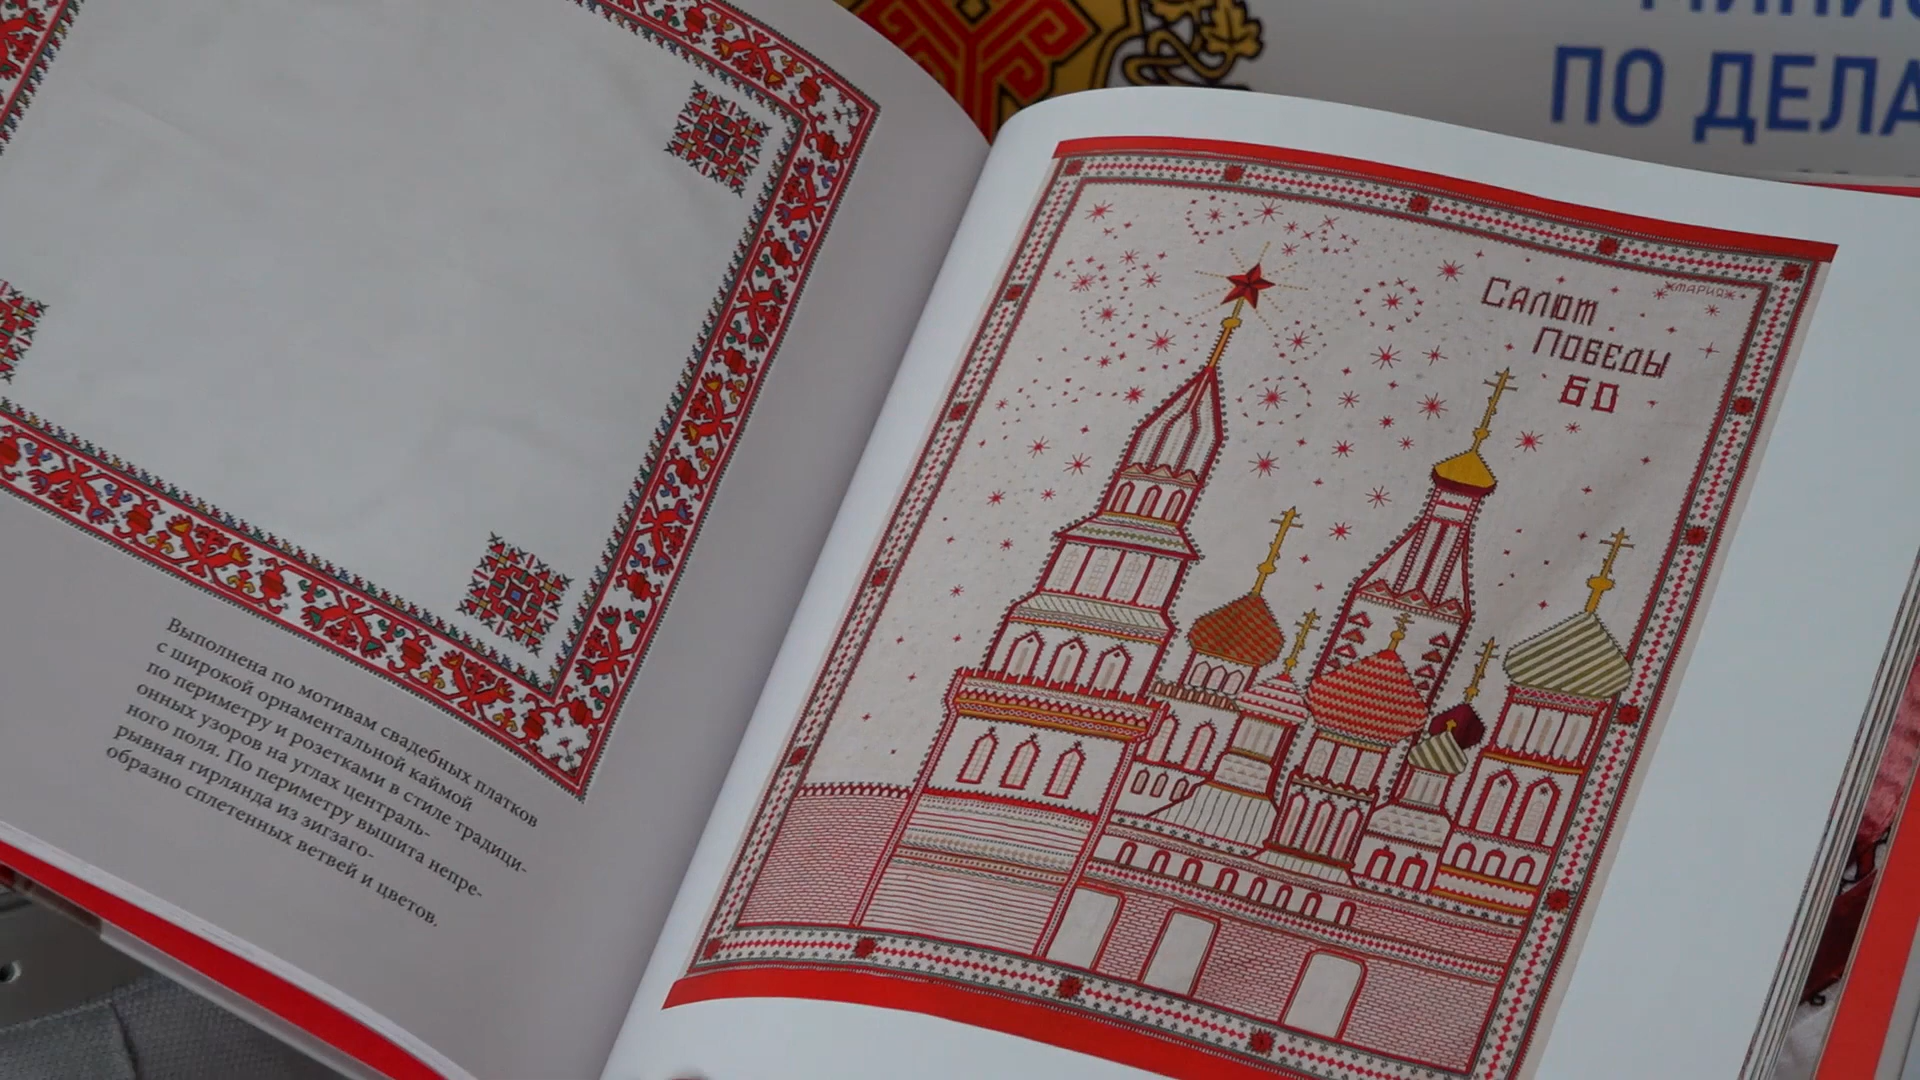 ПО ДЕЛА
Салют
Победы
60
МАРИЯ
Выполнена по мотивам свадебных платков
с широкой орнаментальной каймой
по периметру и розетками в стиле традици-
онных узоров на углах централь-
ного поля. По периметру вышита непре-
рывная гирлянда из зигзаго-
образно сплетенных ветвей и цветов.